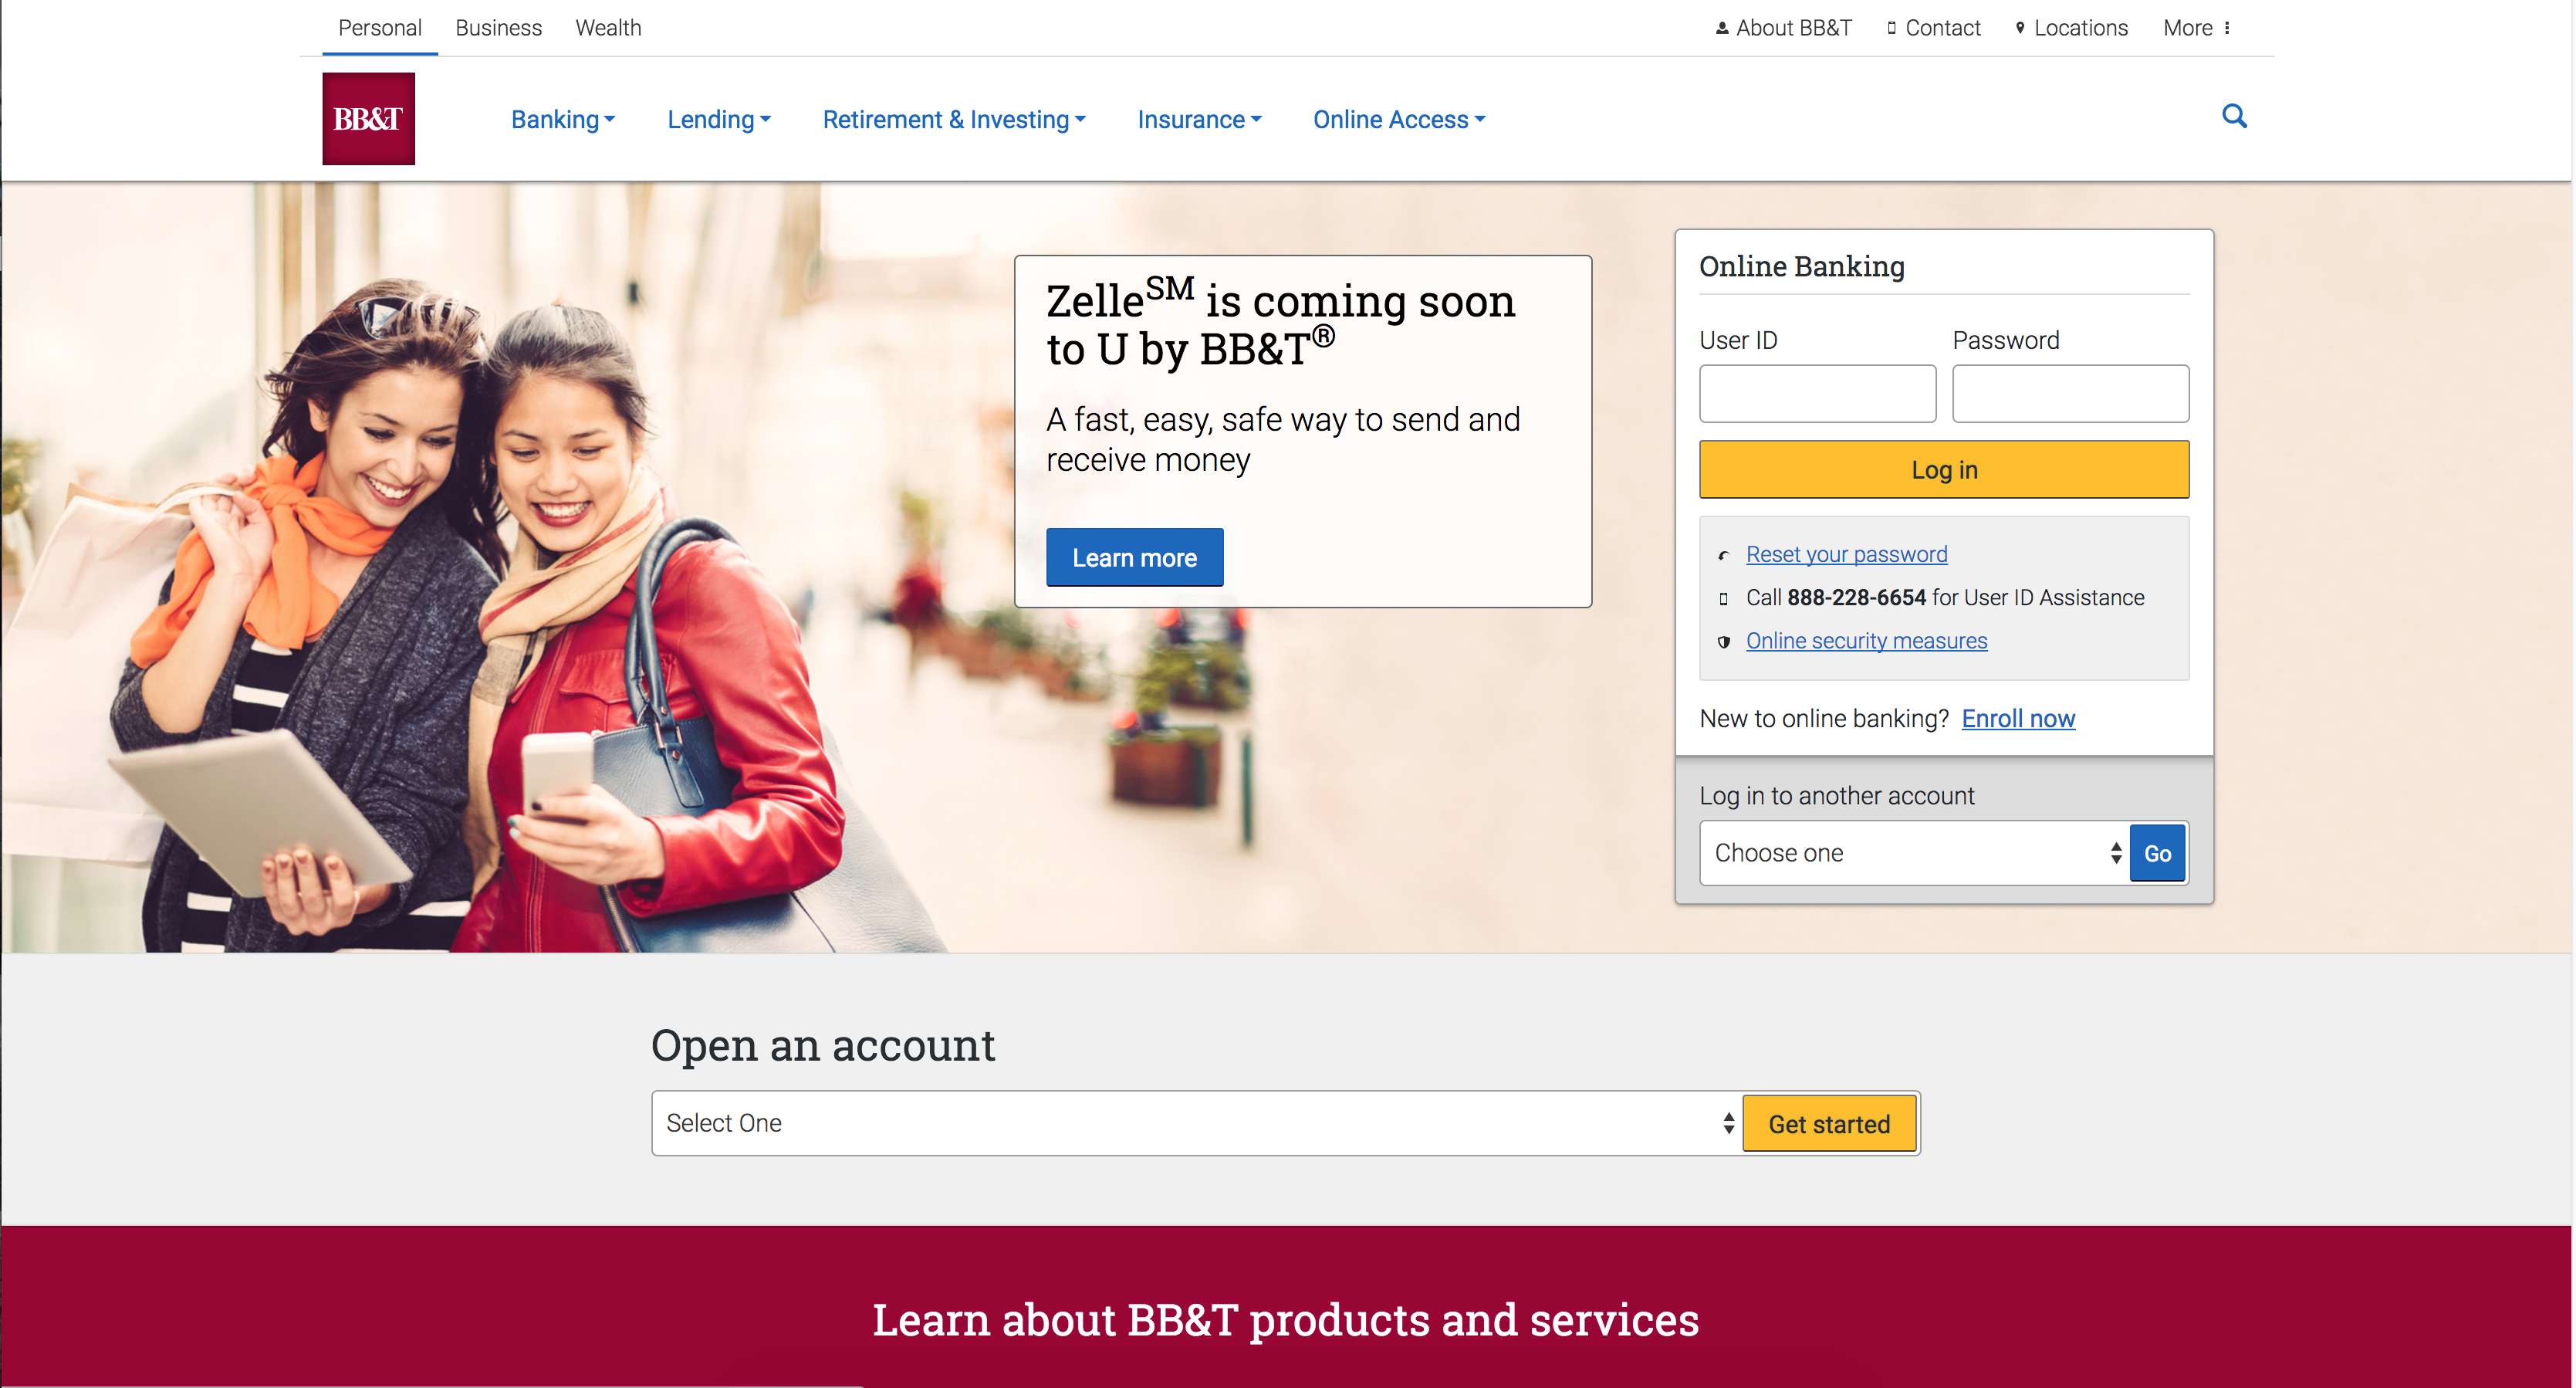 Personal Business Wealth
About BB&T Contact Locations More
BB&T
Banking Lending Retirement & Investing Insurance Online Access
Zelle℠ is coming soon
to U by BB&T®
A fast, easy, safe way to send and
receive money
Learn more
Online Banking
User ID Password
Log in
Reset your password
Call 888-228-6654 for User ID Assistance
Online security measures
New to online banking? Enroll now
Log in to another account
Choose one Go
Open an account
Select One Get started
Learn about BB&T products and services